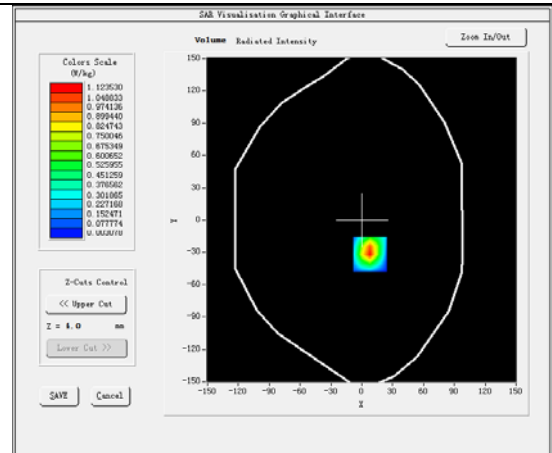 SAR Visualisation Graphical Interface
Volume Radiated Intensity
Zoom In/Out
Colors Scale
(W/kg)
1.123530
1.048833
0.974136
0.899440
0.824743
0.750046
0.675349
0.600652
0.525955
0.451259
0.376562
0.301865
0.227168
0.152471
0.077774
0.003078
Z-Cuts Control
<< Upper Cut
Z = 4.0 mm
Lower Cut >>
SAVE
Cancel
150
120
90
60
30
0
-30
-60
-90
-120
-150
Y
-150 -120 -90 -60 -30 0 30 60 90 120 150
X